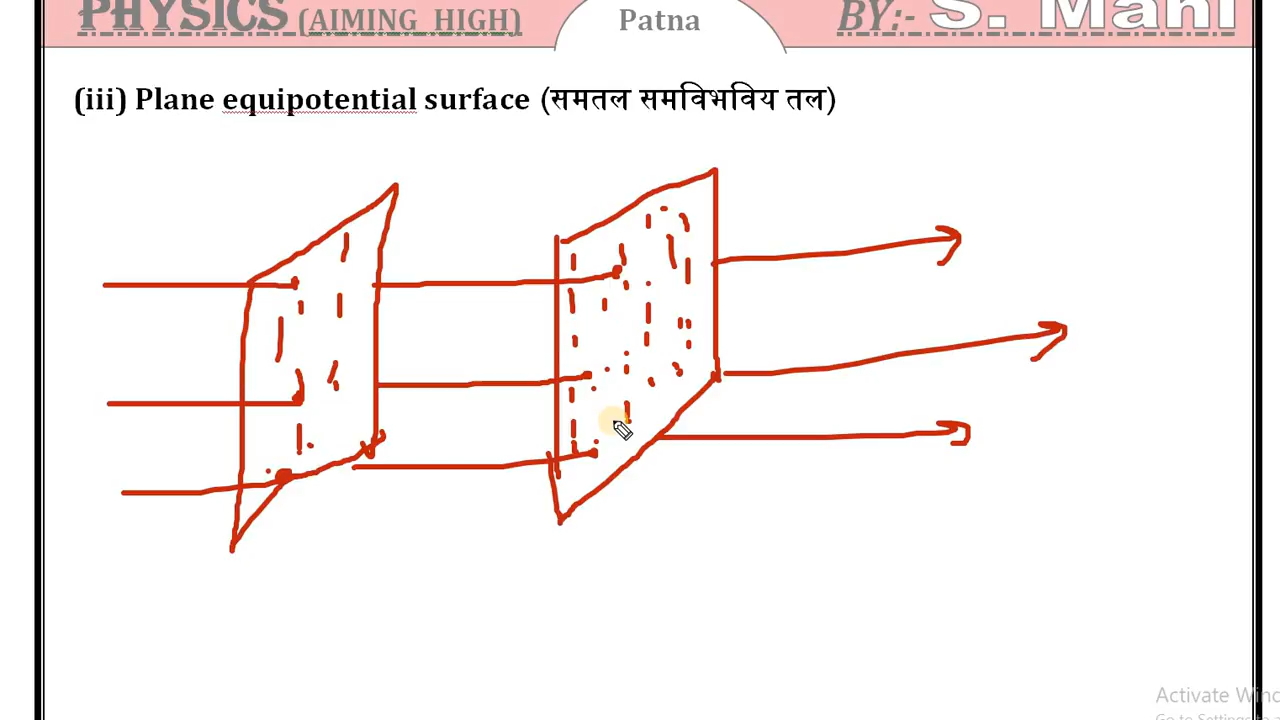 PHYSICS (AIMING HIGH)
Patna
BY:- S. Mani
(iii) Plane equipotential surface (समतल समविभविय तल)
Activate Wind